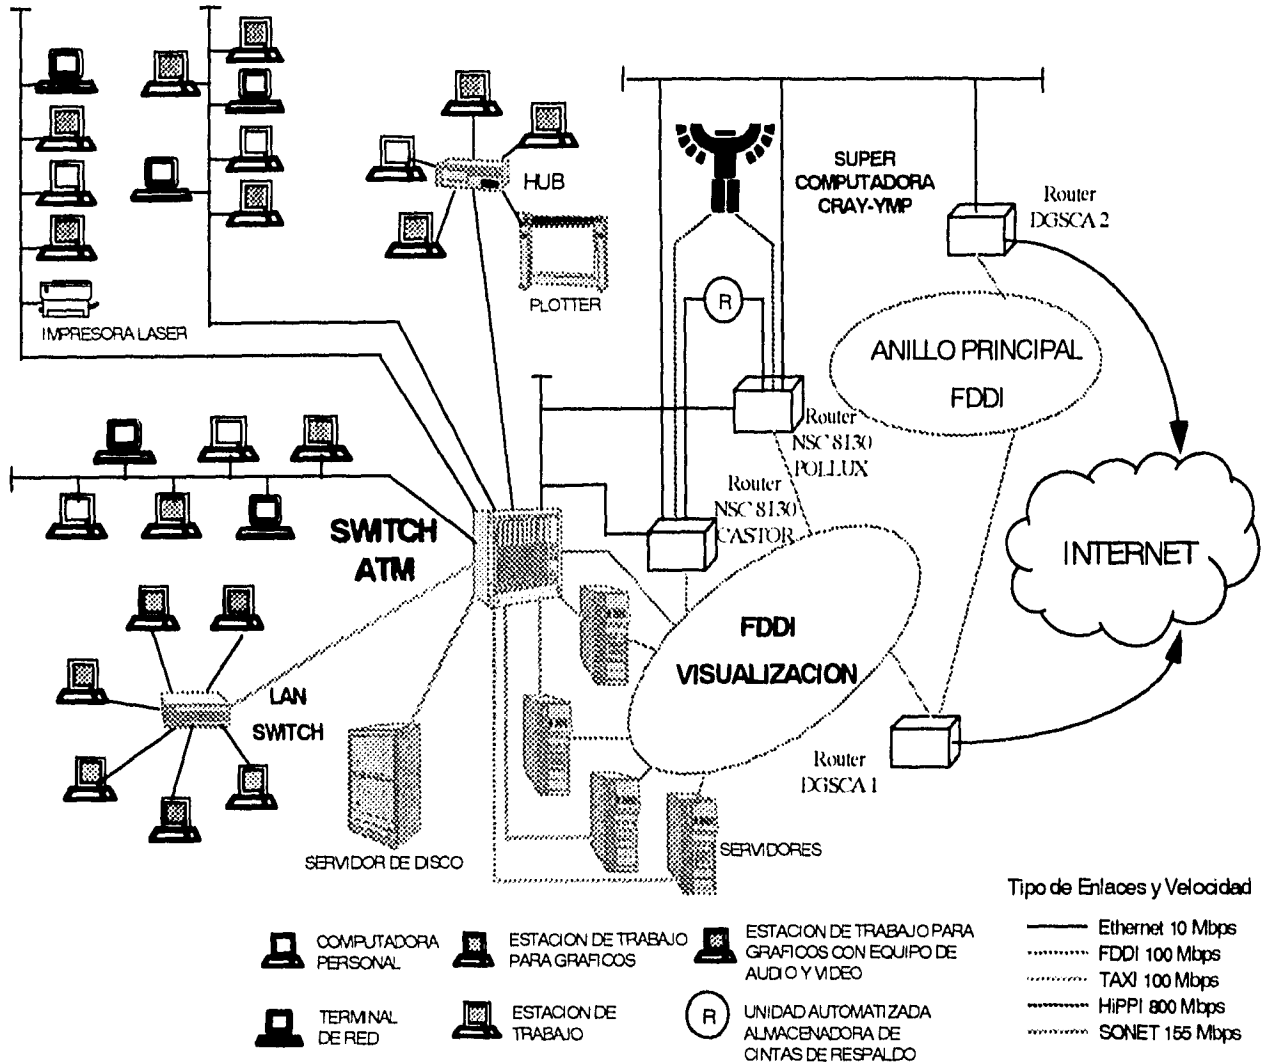 HUB
SUPER
COMPUTADORA
CRAY-YMP
Router
DGSCA 2
R
PLOTTER
IMPRESORA LASER
ANILLO PRINCIPAL
FDDI
Router
NSC 8130
POLLUX
Router
NSC 8130
CASTOR
SWITCH
ATM
INTERNET
FDDI
VISUALIZACION
LAN
SWITCH
Router
DGSCA 1
SERVIDOR DE DISCO
SERVIDORES
Tipo de Enlaces y Velocidad
Ethernet 10 Mbps
FDDI 100 Mbps
TAXI 100 Mbps
HiPPI 800 Mbps
SONET 155 Mbps
COMPUTADORA
PERSONAL
ESTACION DE TRABAJO
PARA GRAFICOS
ESTACION DE TRABAJO PARA
GRAFICOS CON EQUIPO DE
AUDIO Y VIDEO
TERMINAL
DE RED
ESTACION DE
TRABAJO
R
UNIDAD AUTOMATIZADA
ALMACENADORA DE
CINTAS DE RESPALDO